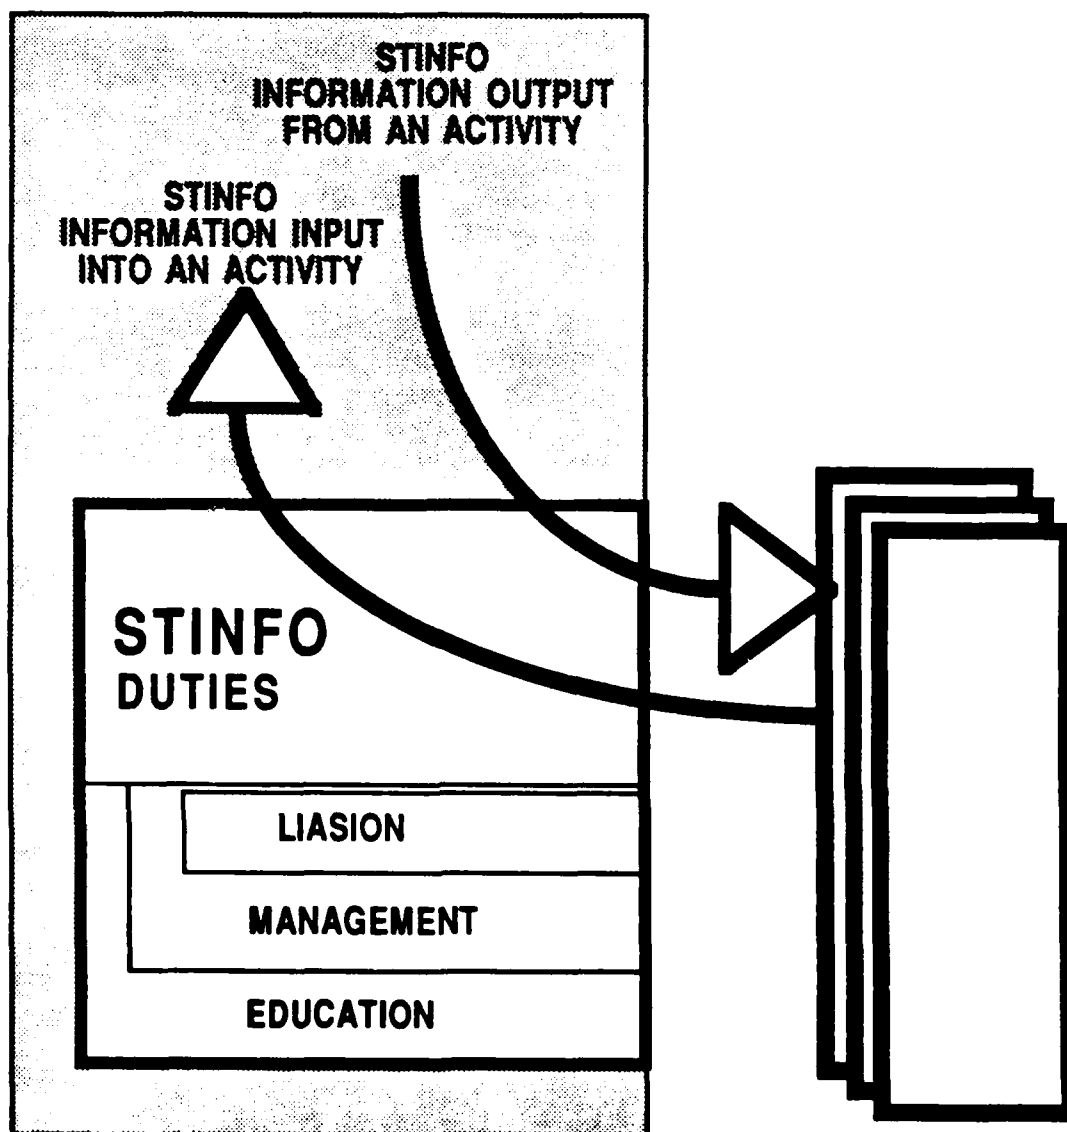 STINFO
INFORMATION OUTPUT
FROM AN ACTIVITY
STINFO
INFORMATION INPUT
INTO AN ACTIVITY
STINFO
DUTIES
LIASION
MANAGEMENT
EDUCATION